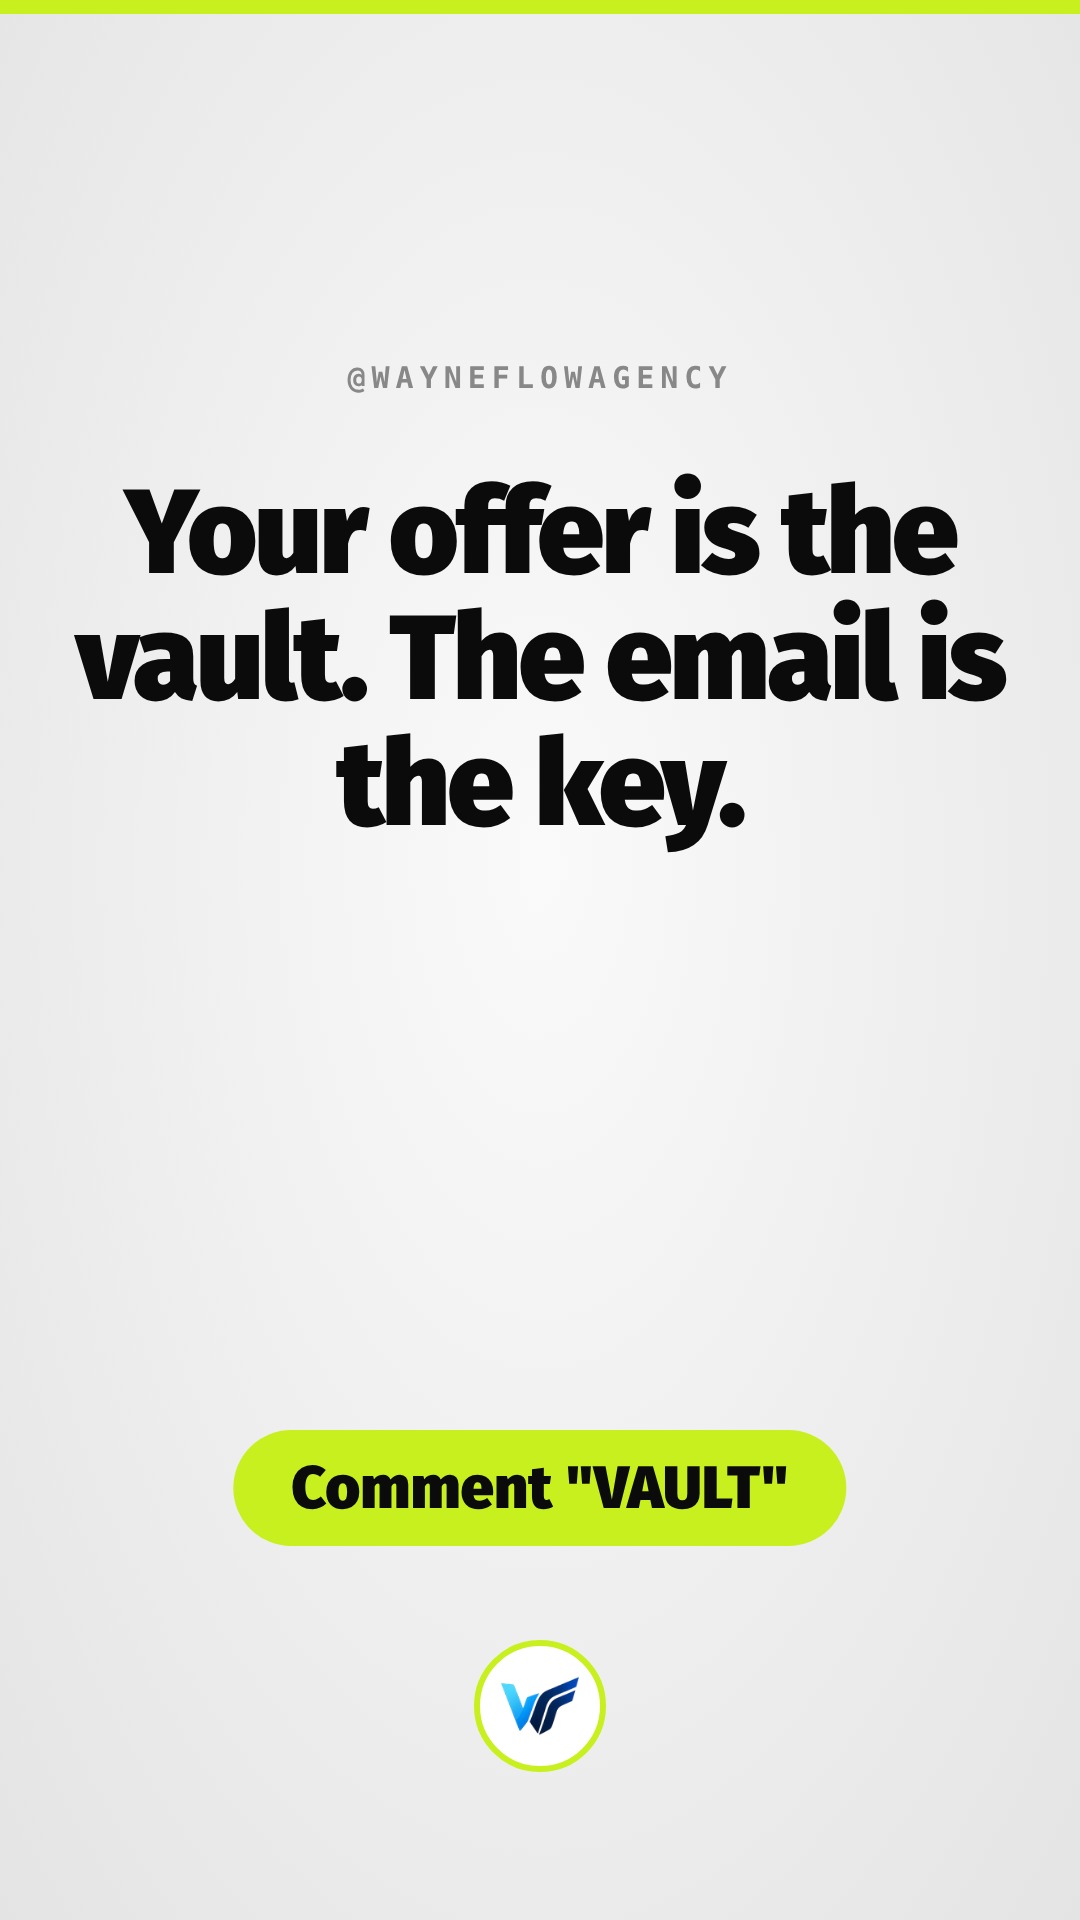 @WAYNEFLOWAGENCY
Your offer is the
vault. The email is
the key.
Comment "VAULT"